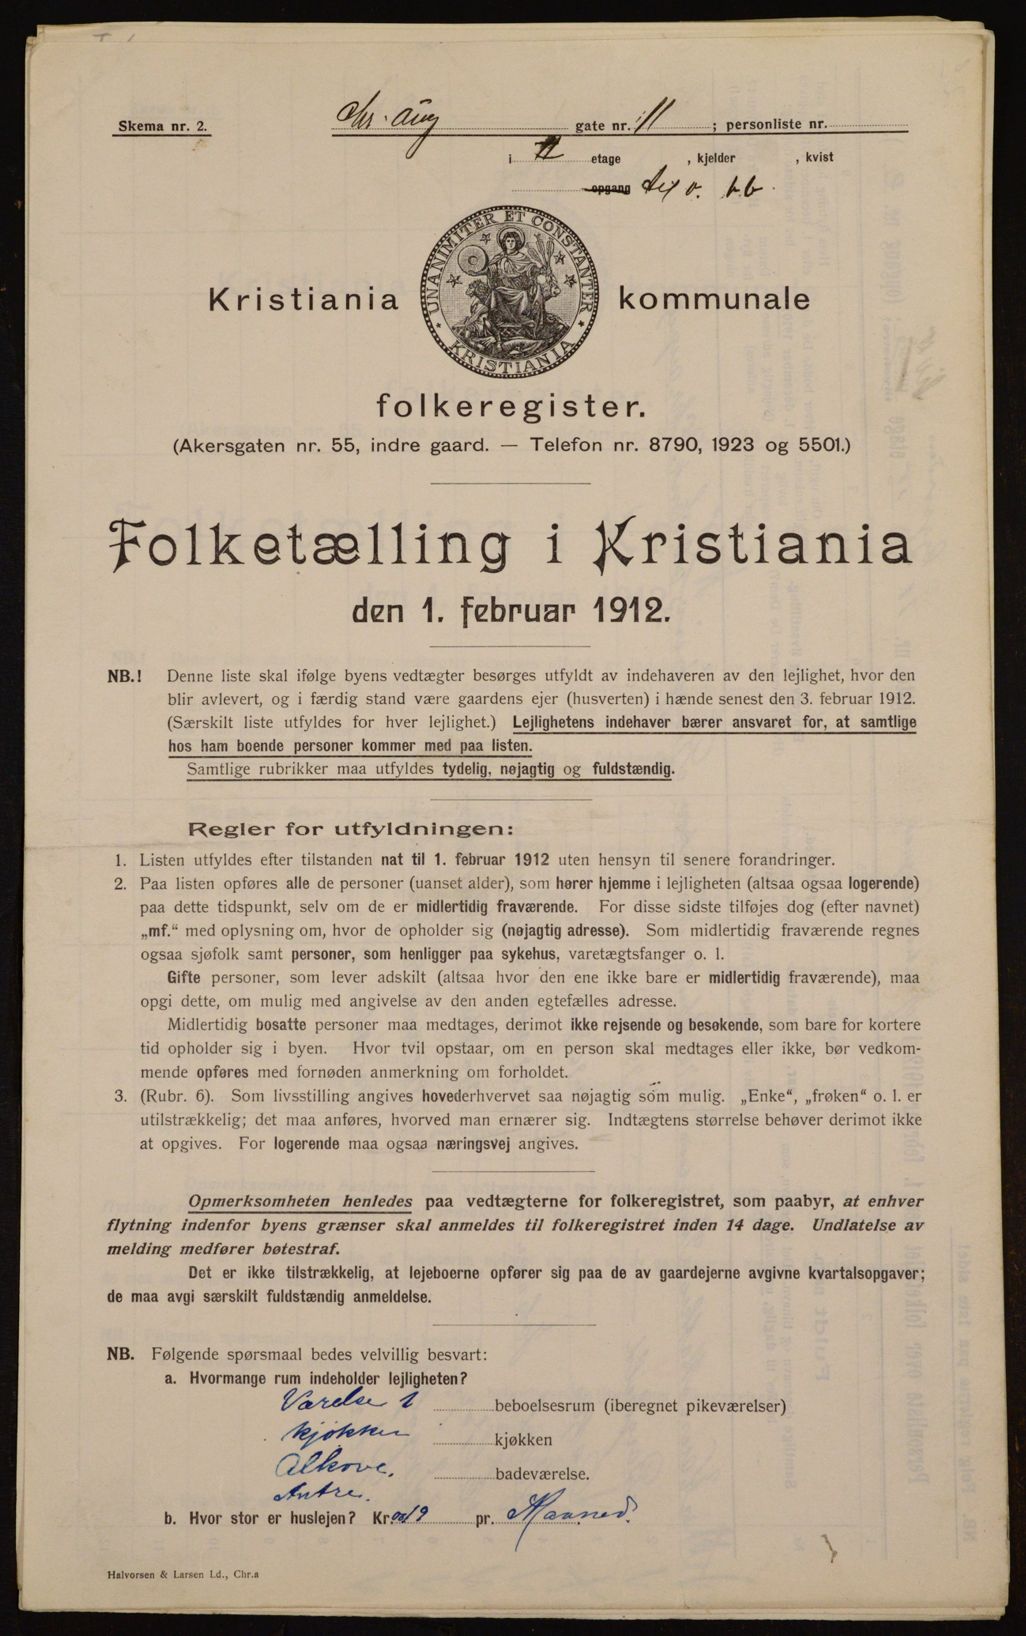 Skema nr. 2.
Chr. Aug gate nr. 11 ; personliste nr.
i etage , kjelder , kvist
opgang
UNANIMITER ET CONSTANTER
KRISTIANIA
Kristiania kommunale
folkeregister.
(Akersgaten nr. 55, indre gaard. — Telefon nr. 8790, 1923 og 5501.)
Folketælling i Kristiania
den 1. februar 1912.
NB.! Denne liste skal ifølge byens vedtægter besørges utfyldt av indehaveren av den lejlighet, hvor den
blir avlevert, og i færdig stand være gaardens ejer (husverten) i hænde senest den 3. februar 1912.
(Særskilt liste utfyldes for hver lejlighet.) Lejlighetens indehaver bærer ansvaret for, at samtlige
hos ham boende personer kommer med paa listen.
Samtlige rubrikker maa utfyldes tydelig, nøjagtig og fuldstændig.
Regler for utfyldningen:
1. Listen utfyldes efter tilstanden nat til 1. februar 1912 uten hensyn til senere forandringer.
2. Paa listen opføres alle de personer (uanset alder), som hører hjemme i lejligheten (altsaa ogsaa logerende)
paa dette tidspunkt, selv om de er midlertidig fraværende. For disse sidste tilføjes dog (efter navnet)
„mf.“ med oplysning om, hvor de opholder sig (nøjagtig adresse). Som midlertidig fraværende regnes
ogsaa sjøfolk samt personer, som henligger paa sykehus, varetægtsfanger o. l.
Gifte personer, som lever adskilt (altsaa hvor den ene ikke bare er midlertidig fraværende), maa
opgi dette, om mulig med angivelse av den anden egtefælles adresse.
Midlertidig bosatte personer maa medtages, derimot ikke rejsende og besøkende, som bare for kortere
tid opholder sig i byen. Hvor tvil opstaar, om en person skal medtages eller ikke, bør vedkom-
mende opføres med fornøden anmerkning om forholdet.
3. (Rubr. 6). Som livsstilling angives hovederhvervet saa nøjagtig som mulig. „Enke“, „frøken“ o. l. er
utilstrækkelig; det maa anføres, hvorved man ernærer sig. Indtægtens størrelse behøver derimot ikke
at opgives. For logerende maa ogsaa næringsvej angives.
Opmerksomheten henledes paa vedtægterne for folkeregistret, som paabyr, at enhver
flytning indenfor byens grænser skal anmeldes til folkeregistret inden 14 dage. Undlatelse av
melding medfører bøtestraf.
Det er ikke tilstrækkelig, at lejeboerne opfører sig paa de av gaardejerne avgivne kvartalsopgaver;
de maa avgi særskilt fuldstændig anmeldelse.
NB. Følgende spørsmaal bedes velvillig besvart:
a. Hvormange rum indeholder lejligheten?
Værelse 1 beboelsesrum (iberegnet pikeværelser)
kjøkken kjøkken
Alkove. badeværelse.
Antre.
b. Hvor stor er huslejen? Kr 19 pr. Maaned.
Halvorsen & Larsen Ld., Chr.a